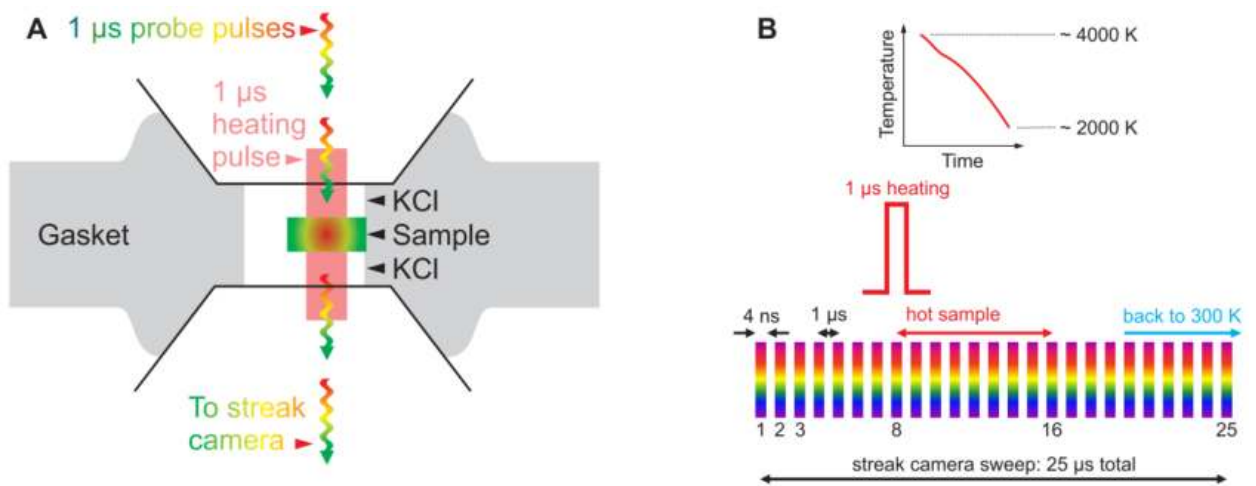 A
1 µs probe pulses
1 µs
heating
pulse
KCl
Gasket
Sample
KCl
To streak
camera
B
Temperature
~ 4000 K
~ 2000 K
Time
1 µs heating
4 ns
1 µs
hot sample
back to 300 K
1 2 3 8 16 25
streak camera sweep: 25 µs total